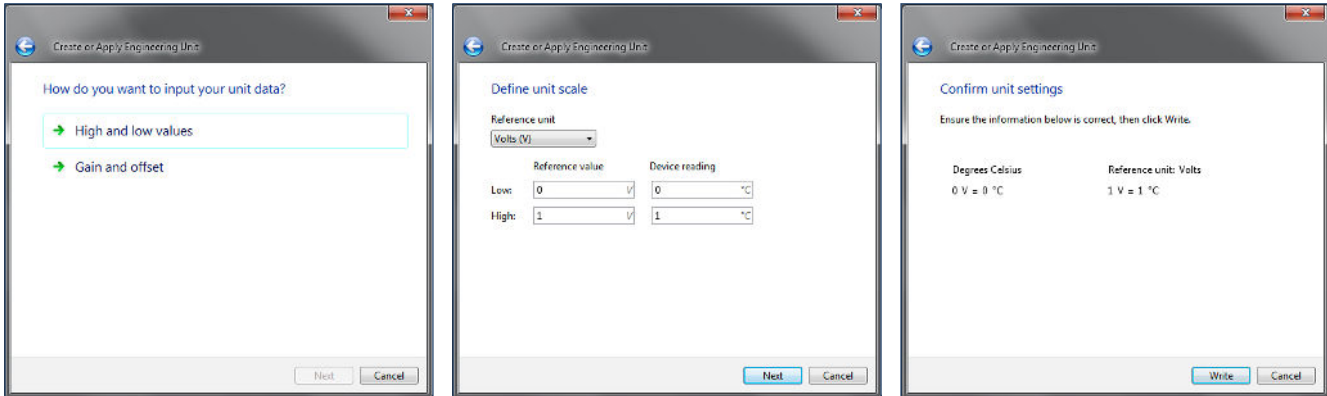 Create or Apply Engineering Unit
How do you want to input your unit data?
High and low values
Gain and offset
Next Cancel
Create or Apply Engineering Unit
Define unit scale
Reference unit
Volts (V)
Reference value Device reading
Low: 0 V 0 °C
High: 1 V 1 °C
Next Cancel
Create or Apply Engineering Unit
Confirm unit settings
Ensure the information below is correct, then click Write.
Degrees Celsius Reference unit: Volts
0 V = 0 °C 1 V = 1 °C
Write Cancel